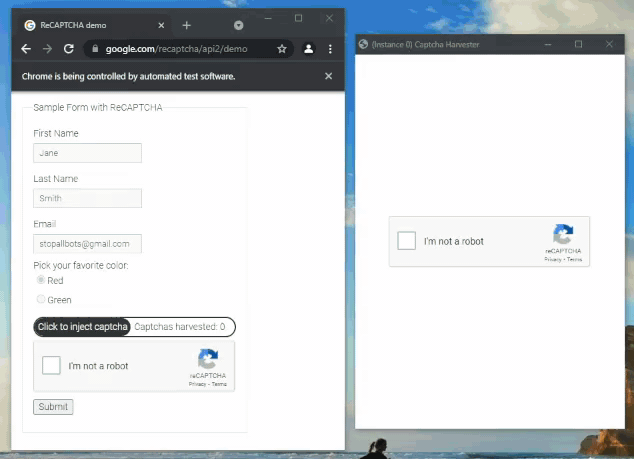 ReCAPTCHA demo
google.com/recaptcha/api2/demo
Chrome is being controlled by automated test software.
Sample Form with ReCAPTCHA
First Name
Jane
Last Name
Smith
Email
stopallbots@gmail.com
Pick your favorite color:
Red
Green
Click to inject captcha Captchas harvested: 0
I'm not a robot
reCAPTCHA
Privacy - Terms
Submit
(Instance 0) Captcha Harvester
I'm not a robot
reCAPTCHA
Privacy - Terms